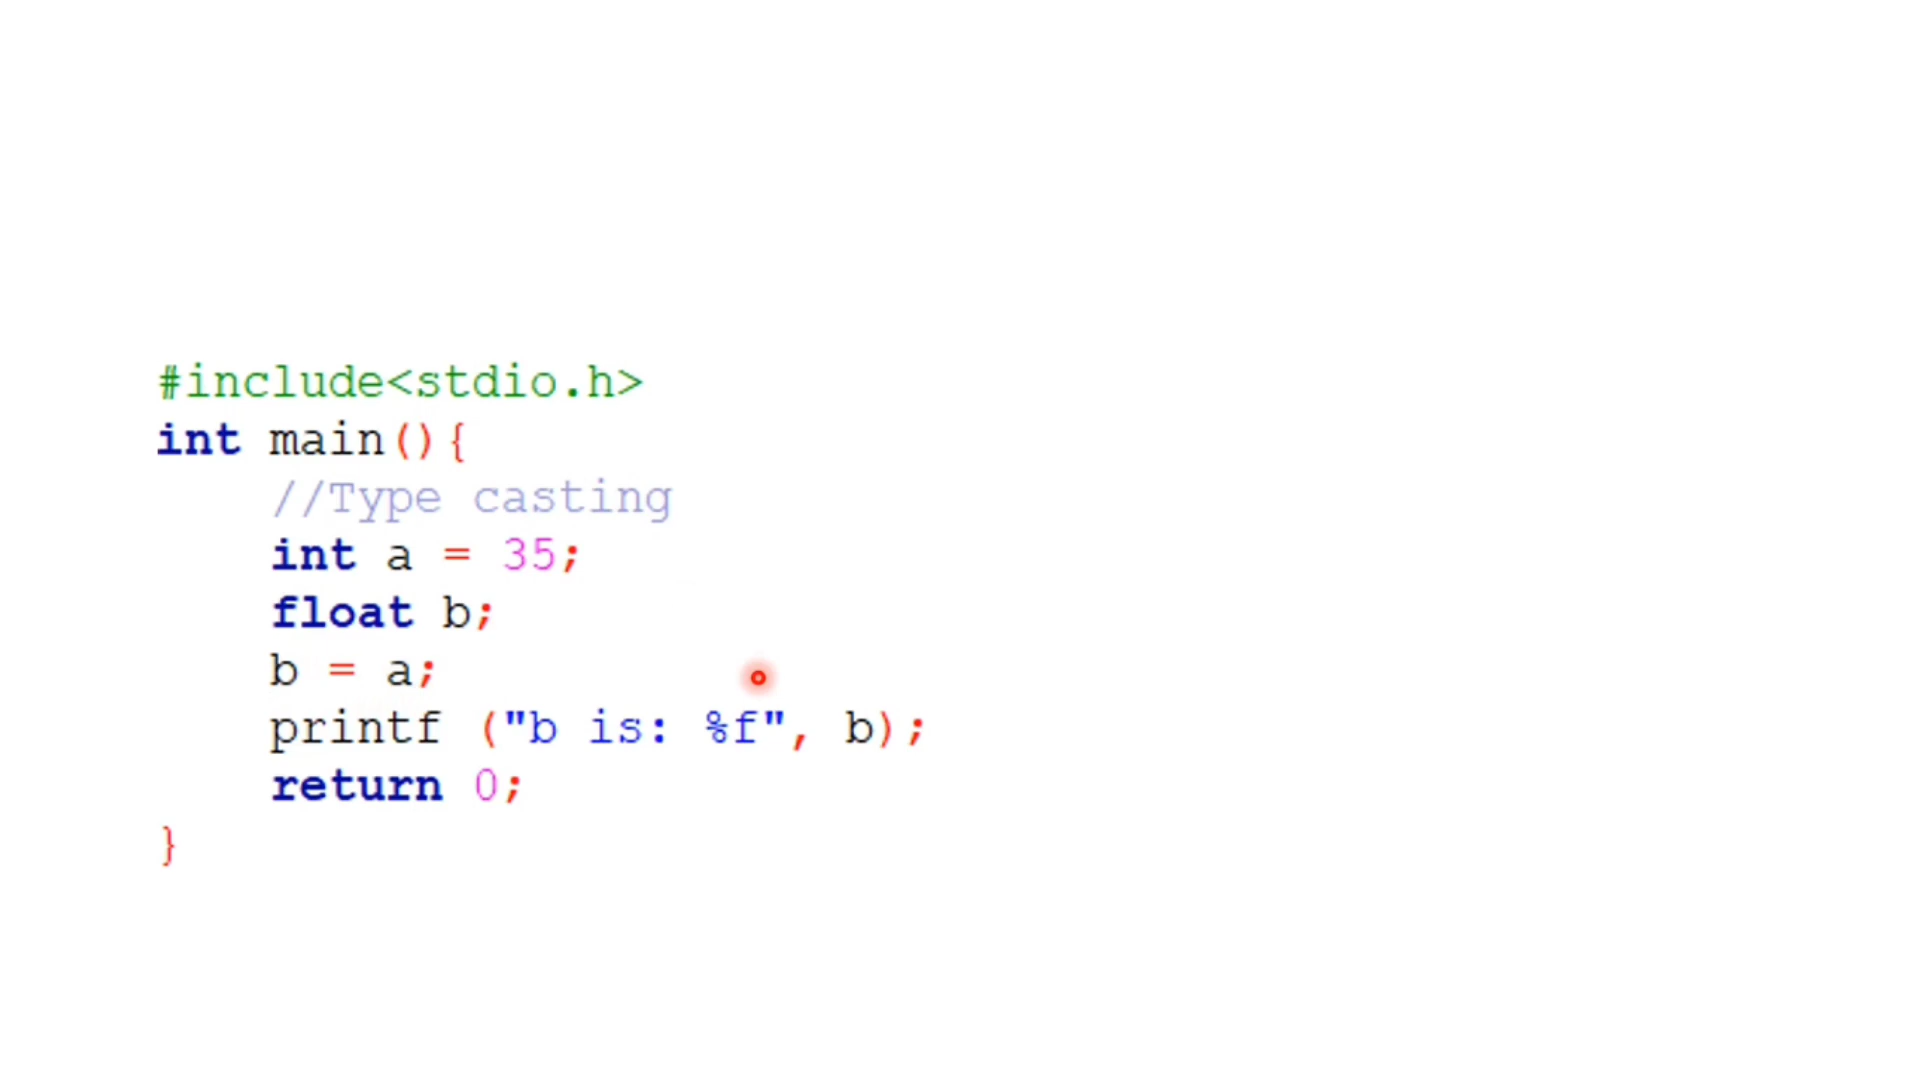 #include<stdio.h>
int main(){
//Type casting
int a = 35;
float b;
b = a;
printf ("b is: %f", b);
return 0;
}